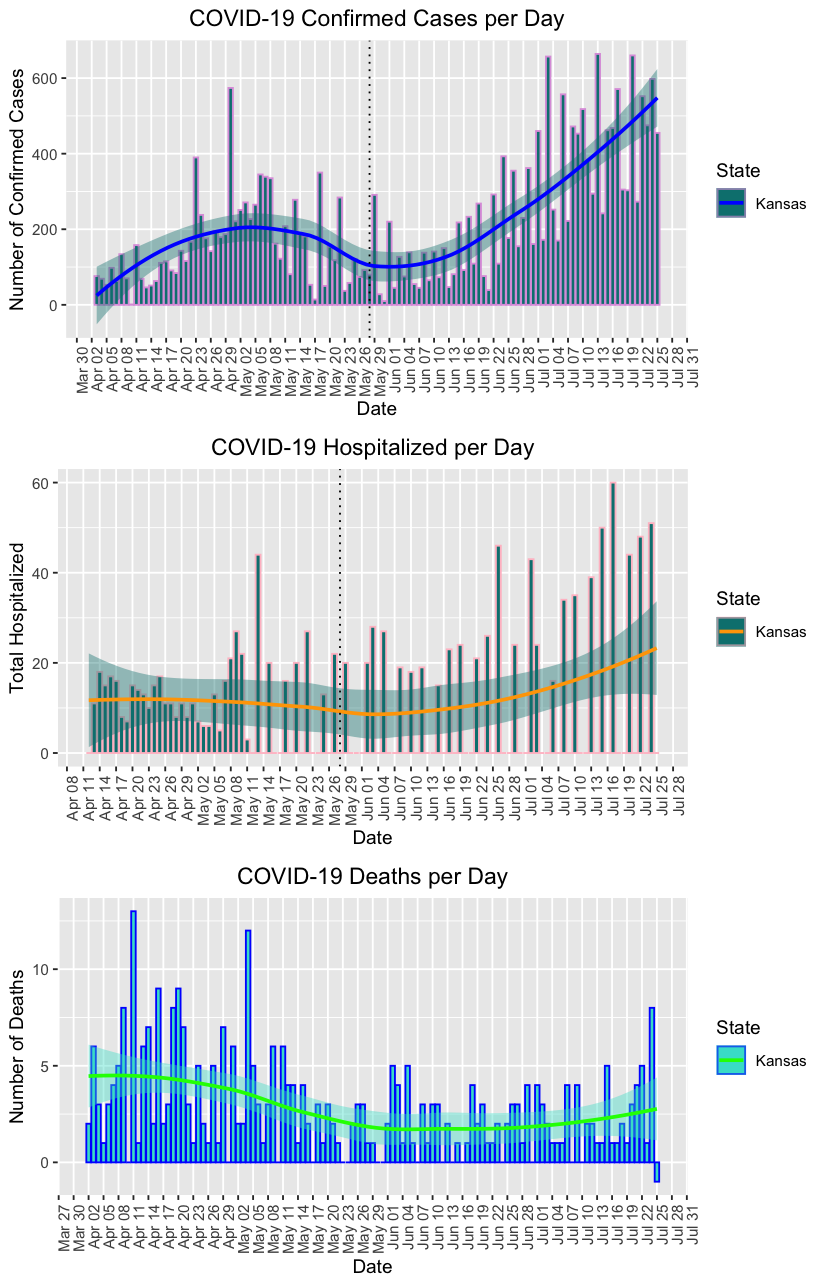 COVID-19 Confirmed Cases per Day
Number of Confirmed Cases
600
400
200
0
Mar 30
Apr 02
Apr 05
Apr 08
Apr 11
Apr 14
Apr 17
Apr 20
Apr 23
Apr 26
Apr 29
May 02
May 05
May 08
May 11
May 14
May 17
May 20
May 23
May 26
May 29
Jun 01
Jun 04
Jun 07
Jun 10
Jun 13
Jun 16
Jun 19
Jun 22
Jun 25
Jun 28
Jul 01
Jul 04
Jul 07
Jul 10
Jul 13
Jul 16
Jul 19
Jul 22
Jul 25
Jul 28
Jul 31
Date
State
Kansas
COVID-19 Hospitalized per Day
Total Hospitalized
60
40
20
0
Apr 08
Apr 11
Apr 14
Apr 17
Apr 20
Apr 23
Apr 26
Apr 29
May 02
May 05
May 08
May 11
May 14
May 17
May 20
May 23
May 26
May 29
Jun 01
Jun 04
Jun 07
Jun 10
Jun 13
Jun 16
Jun 19
Jun 22
Jun 25
Jun 28
Jul 01
Jul 04
Jul 07
Jul 10
Jul 13
Jul 16
Jul 19
Jul 22
Jul 25
Jul 28
Date
State
Kansas
COVID-19 Deaths per Day
Number of Deaths
10
5
0
Mar 27
Mar 30
Apr 02
Apr 05
Apr 08
Apr 11
Apr 14
Apr 17
Apr 20
Apr 23
Apr 26
Apr 29
May 02
May 05
May 08
May 11
May 14
May 17
May 20
May 23
May 26
May 29
Jun 01
Jun 04
Jun 07
Jun 10
Jun 13
Jun 16
Jun 19
Jun 22
Jun 25
Jun 28
Jul 01
Jul 04
Jul 07
Jul 10
Jul 13
Jul 16
Jul 19
Jul 22
Jul 25
Jul 28
Jul 31
Date
State
Kansas